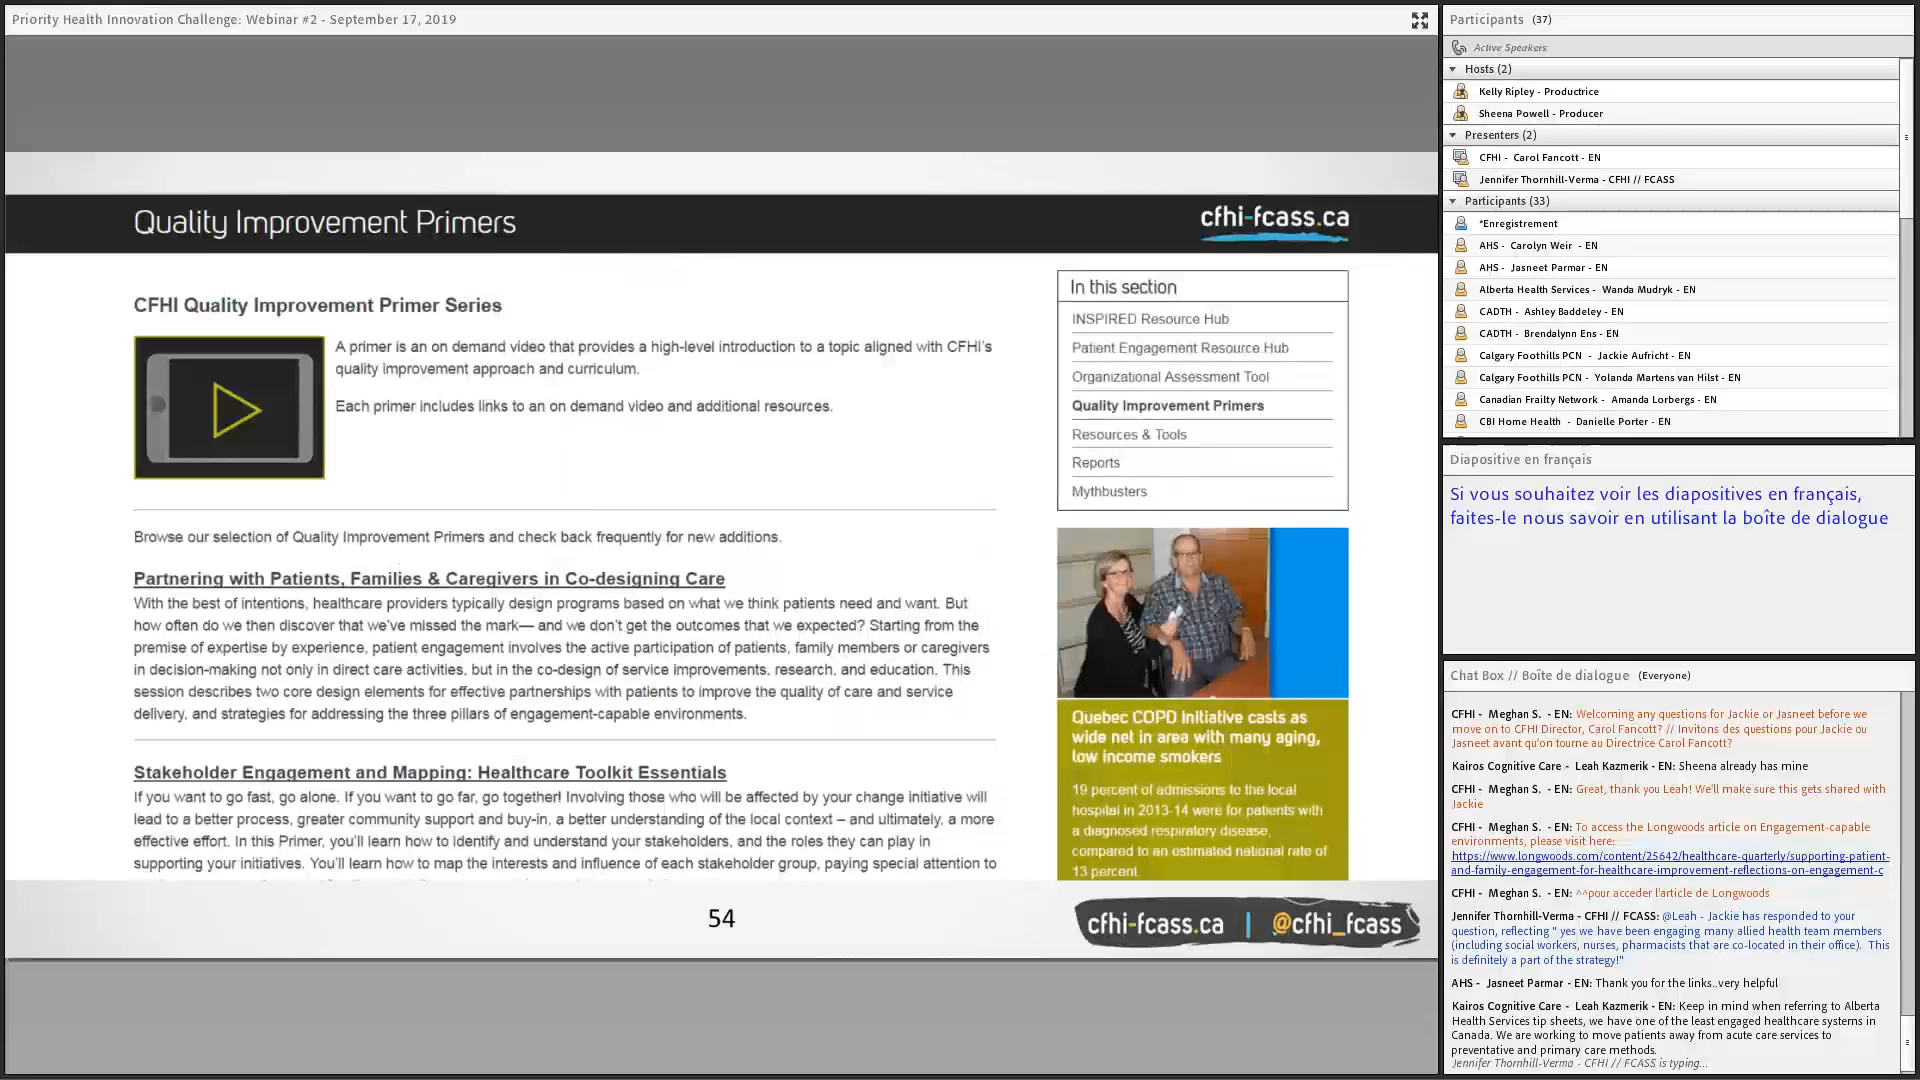 Priority Health Innovation Challenge: Webinar #2 - September 17, 2019
Quality Improvement Primers
cfhi-fcass.ca
CFHI Quality Improvement Primer Series
A primer is an on demand video that provides a high-level introduction to a topic aligned with CFHI's
quality improvement approach and curriculum.
Each primer includes links to an on demand video and additional resources.
Browse our selection of Quality Improvement Primers and check back frequently for new additions.
Partnering with Patients, Families & Caregivers in Co-designing Care
With the best of intentions, healthcare providers typically design programs based on what we think patients need and want. But
how often do we then discover that we've missed the mark— and we don't get the outcomes that we expected? Starting from the
premise of expertise by experience, patient engagement involves the active participation of patients, family members or caregivers
in decision-making not only in direct care activities, but in the co-design of service improvements, research, and education. This
session describes two core design elements for effective partnerships with patients to improve the quality of care and service
delivery, and strategies for addressing the three pillars of engagement-capable environments.
Stakeholder Engagement and Mapping: Healthcare Toolkit Essentials
If you want to go fast, go alone. If you want to go far, go together! Involving those who will be affected by your change initiative will
lead to a better process, greater community support and buy-in, a better understanding of the local context – and ultimately, a more
effective effort. In this Primer, you'll learn how to identify and understand your stakeholders, and the roles they can play in
supporting your initiatives. You'll learn how to map the interests and influence of each stakeholder group, paying special attention to
In this section
INSPIRED Resource Hub
Patient Engagement Resource Hub
Organizational Assessment Tool
Quality Improvement Primers
Resources & Tools
Reports
Mythbusters
Quebec COPD Initiative casts as
wide net in area with many aging,
low income smokers
19 percent of admissions to the local
hospital in 2013-14 were for patients with
a diagnosed respiratory disease,
compared to an estimated national rate of
13 percent.
54
cfhi-fcass.ca | @cfhi_fcass
Participants (37)
Active Speakers
Hosts (2)
Kelly Ripley - Productrice
Sheena Powell - Producer
Presenters (2)
CFHI - Carol Fancott - EN
Jennifer Thornhill-Verma - CFHI // FCASS
Participants (33)
*Enregistrement
AHS - Carolyn Weir - EN
AHS - Jasneet Parmar - EN
Alberta Health Services - Wanda Mudryk - EN
CADTH - Ashley Baddeley - EN
CADTH - Brendalynn Ens - EN
Calgary Foothills PCN - Jackie Aufricht - EN
Calgary Foothills PCN - Yolanda Martens van Hilst - EN
Canadian Frailty Network - Amanda Lorbergs - EN
CBI Home Health - Danielle Porter - EN
Diapositive en français
Si vous souhaitez voir les diapositives en français,
faites-le nous savoir en utilisant la boîte de dialogue
Chat Box // Boîte de dialogue (Everyone)
CFHI - Meghan S. - EN: Welcoming any questions for Jackie or Jasneet before we
move on to CFHI Director, Carol Fancott? // Invitons des questions pour Jackie ou
Jasneet avant qu'on tourne au Directrice Carol Fancott?
Kairos Cognitive Care - Leah Kazmerik - EN: Sheena already has mine
CFHI - Meghan S. - EN: Great, thank you Leah! We'll make sure this gets shared with
Jackie
CFHI - Meghan S. - EN: To access the Longwoods article on Engagement-capable
environments, please visit here:
https://www.longwoods.com/content/25642/healthcare-quarterly/supporting-patient-
and-family-engagement-for-healthcare-improvement-reflections-on-engagement-c
CFHI - Meghan S. - EN: ^^pour acceder l'article de Longwoods
Jennifer Thornhill-Verma - CFHI // FCASS: @Leah - Jackie has responded to your
question, reflecting " yes we have been engaging many allied health team members
(including social workers, nurses, pharmacists that are co-located in their office). This
is definitely a part of the strategy!"
AHS - Jasneet Parmar - EN: Thank you for the links..very helpful
Kairos Cognitive Care - Leah Kazmerik - EN: Keep in mind when referring to Alberta
Health Services tip sheets, we have one of the least engaged healthcare systems in
Canada. We are working to move patients away from acute care services to
preventative and primary care methods.
Jennifer Thornhill-Verma - CFHI // FCASS is typing...